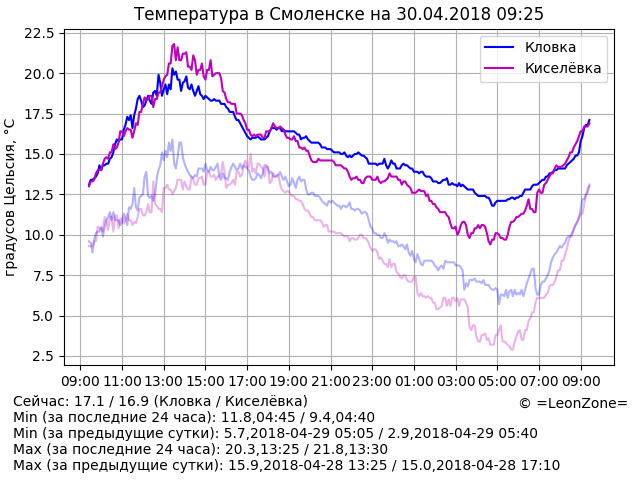 Температура в Смоленске на 30.04.2018 09:25
градусов Цельсия, °C
22.5
20.0
17.5
15.0
12.5
10.0
7.5
5.0
2.5
Кловка
Киселёвка
09:00 11:00 13:00 15:00 17:00 19:00 21:00 23:00 01:00 03:00 05:00 07:00 09:00
Сейчас: 17.1 / 16.9 (Кловка / Киселёвка)
© =LeonZone=
Min (за последние 24 часа): 11.8,04:45 / 9.4,04:40
Min (за предыдущие сутки): 5.7,2018-04-29 05:05 / 2.9,2018-04-29 05:40
Max (за последние 24 часа): 20.3,13:25 / 21.8,13:30
Max (за предыдущие сутки): 15.9,2018-04-28 13:25 / 15.0,2018-04-28 17:10